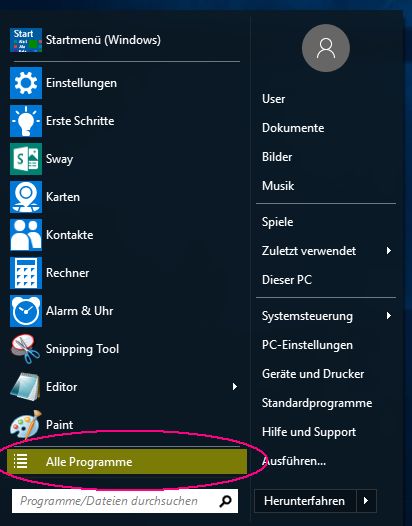 Start
Startmenü (Windows)
Einstellungen
Erste Schritte
S
Sway
Karten
Kontakte
Rechner
Alarm & Uhr
Snipping Tool
Editor
Paint
Alle Programme
Programme/Dateien durchsuchen
User
Dokumente
Bilder
Musik
Spiele
Zuletzt verwendet
Dieser PC
Systemsteuerung
PC-Einstellungen
Geräte und Drucker
Standardprogramme
Hilfe und Support
Ausführen...
Herunterfahren